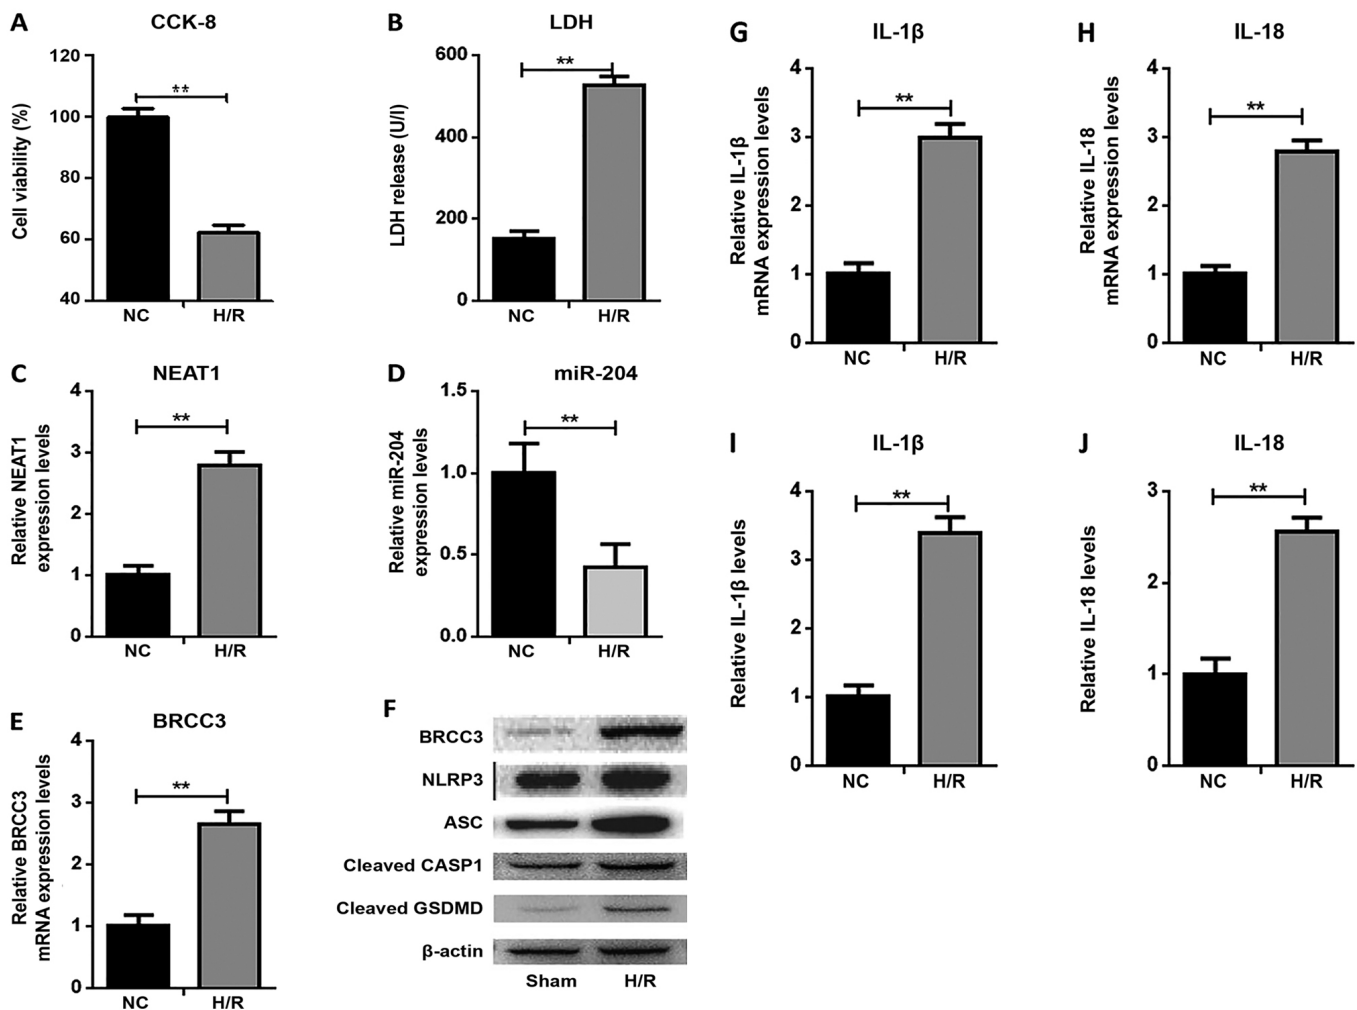 A
CCK-8
Cell viability (%)
120
100
80
60
40
**
NC
H/R
B
LDH
LDH release (U/l)
600
400
200
0
**
NC
H/R
C
NEAT1
Relative NEAT1
expression levels
4
3
2
1
0
**
NC
H/R
D
miR-204
Relative miR-204
expression levels
1.5
1.0
0.5
0.0
**
NC
H/R
E
BRCC3
Relative BRCC3
mRNA expression levels
4
3
2
1
0
**
NC
H/R
F
BRCC3
NLRP3
ASC
Cleaved CASP1
Cleaved GSDMD
β-actin
Sham
H/R
G
IL-1β
Relative IL-1β
mRNA expression levels
4
3
2
1
0
**
NC
H/R
H
IL-18
Relative IL-18
mRNA expression levels
4
3
2
1
0
**
NC
H/R
I
IL-1β
Relative IL-1β levels
4
3
2
1
0
**
NC
H/R
J
IL-18
Relative IL-18 levels
3
2
1
0
**
NC
H/R